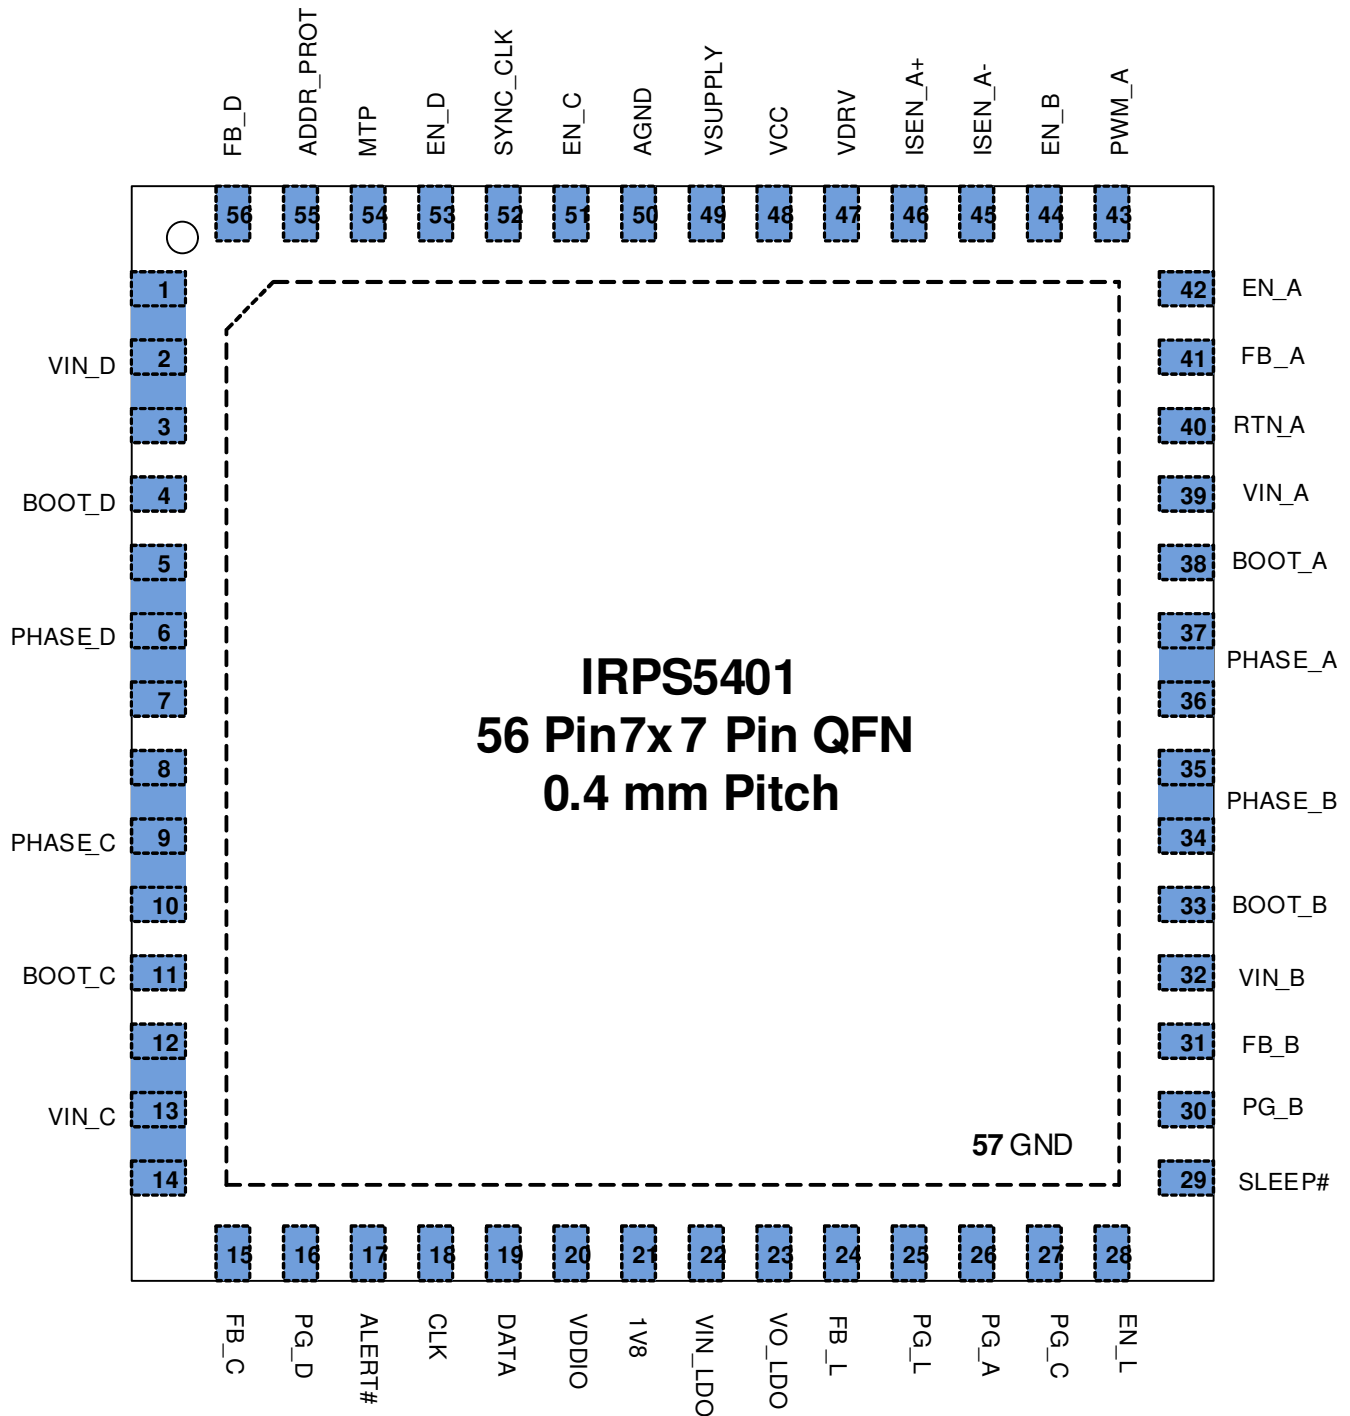 FB_D
ADDR_PROT
MTP
EN_D
SYNC_CLK
EN_C
AGND
VSUPPLY
VCC
VDRV
ISEN_A+
ISEN_A-
EN_B
PWM_A
56
55
54
53
52
51
50
49
48
47
46
45
44
43
1
2
3
4
5
6
7
8
9
10
11
12
13
14
VIN_D
BOOT_D
PHASE_D
PHASE_C
BOOT_C
VIN_C
IRPS5401
56 Pin7x7 Pin QFN
0.4 mm Pitch
57 GND
42 EN_A
41 FB_A
40 RTN_A
39 VIN_A
38 BOOT_A
37
PHASE_A
36
35
PHASE_B
34
33 BOOT_B
32 VIN_B
31 FB_B
30 PG_B
29 SLEEP#
15
16
17
18
19
20
21
22
23
24
25
26
27
28
FB_C
PG_D
ALERT#
CLK
DATA
VDDIO
1V8
VIN_LDO
VO_LDO
FB_L
PG_L
PG_A
PG_C
EN_L